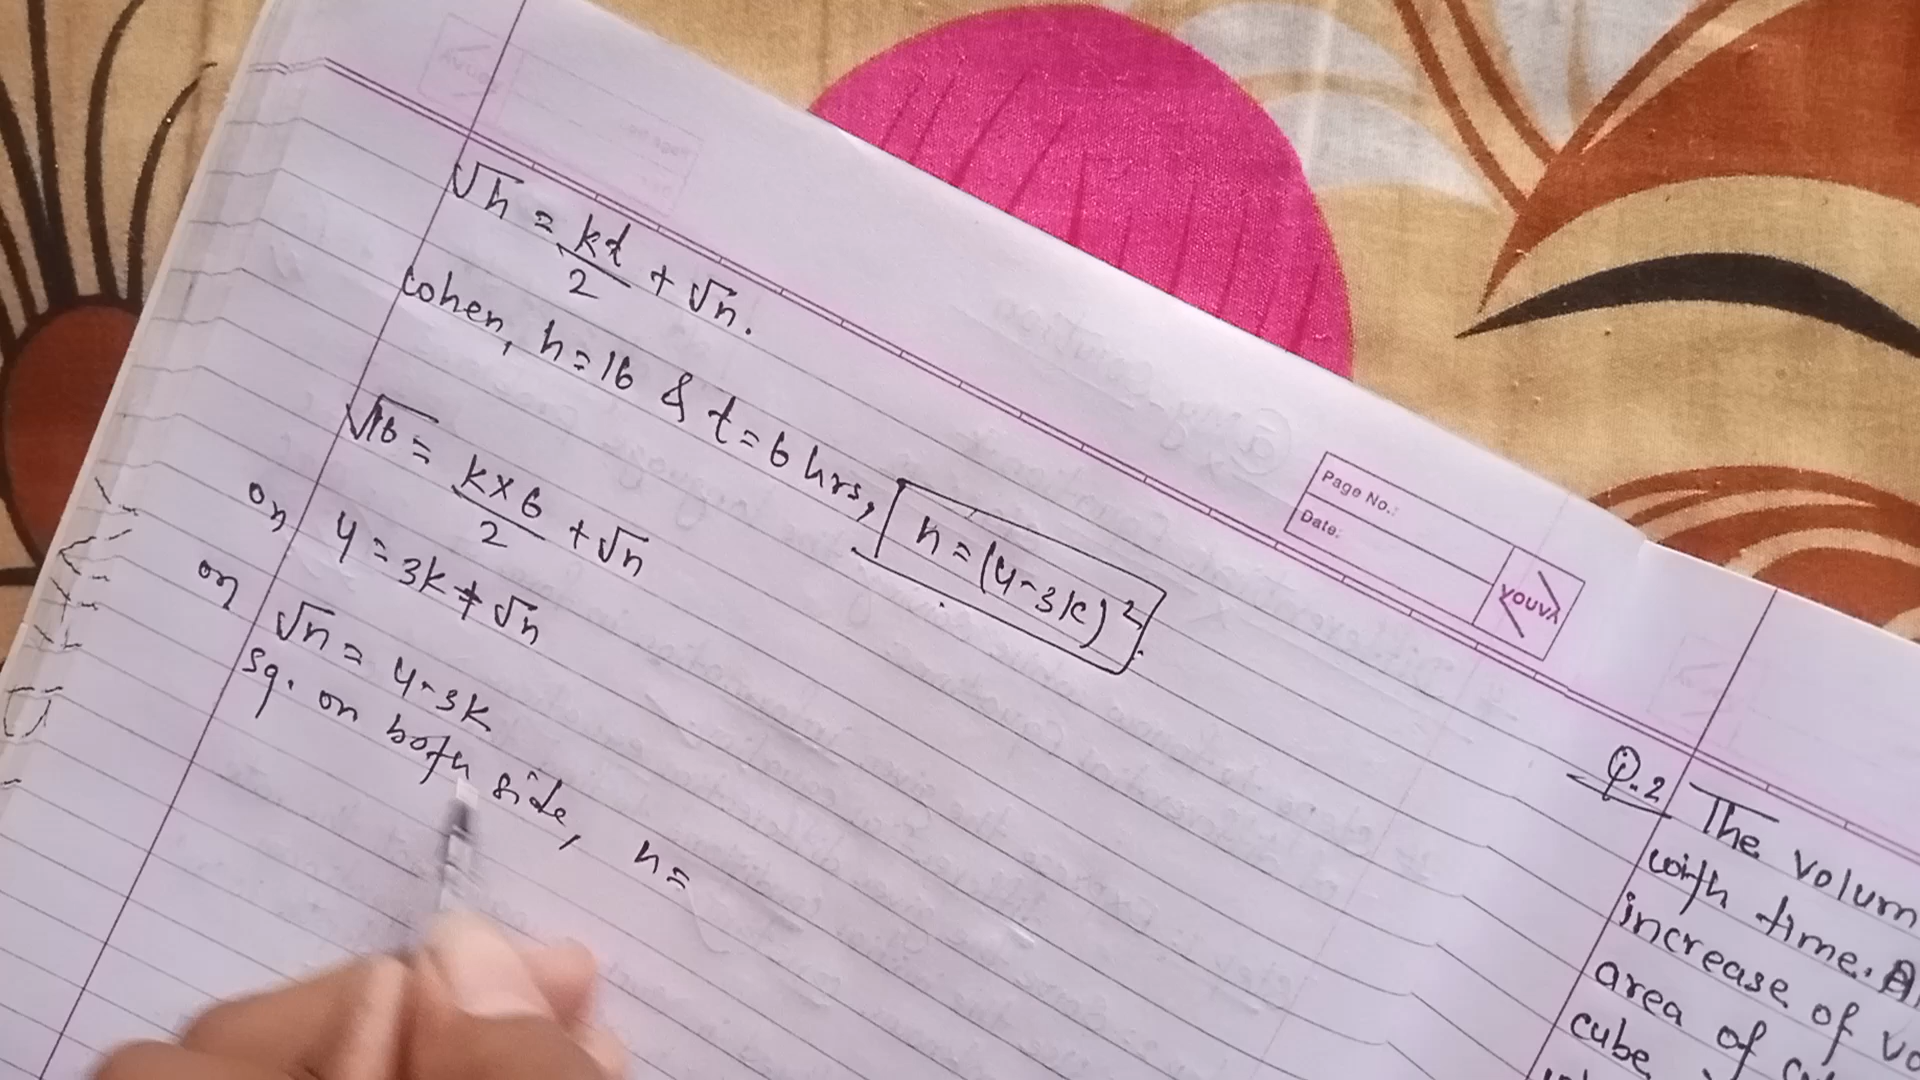 √h = kt/2 + √n.
when, h = 16 & t = 6 hrs,
n = (4-3k)²
√16 = k×6/2 + √n
or 4 = 3k + √n
or √n = 4-3k
sq. on both side, n =
Page No.:
Date:
YOUVA
Q.2 The volum
with time.
increase of vo
area of
cube